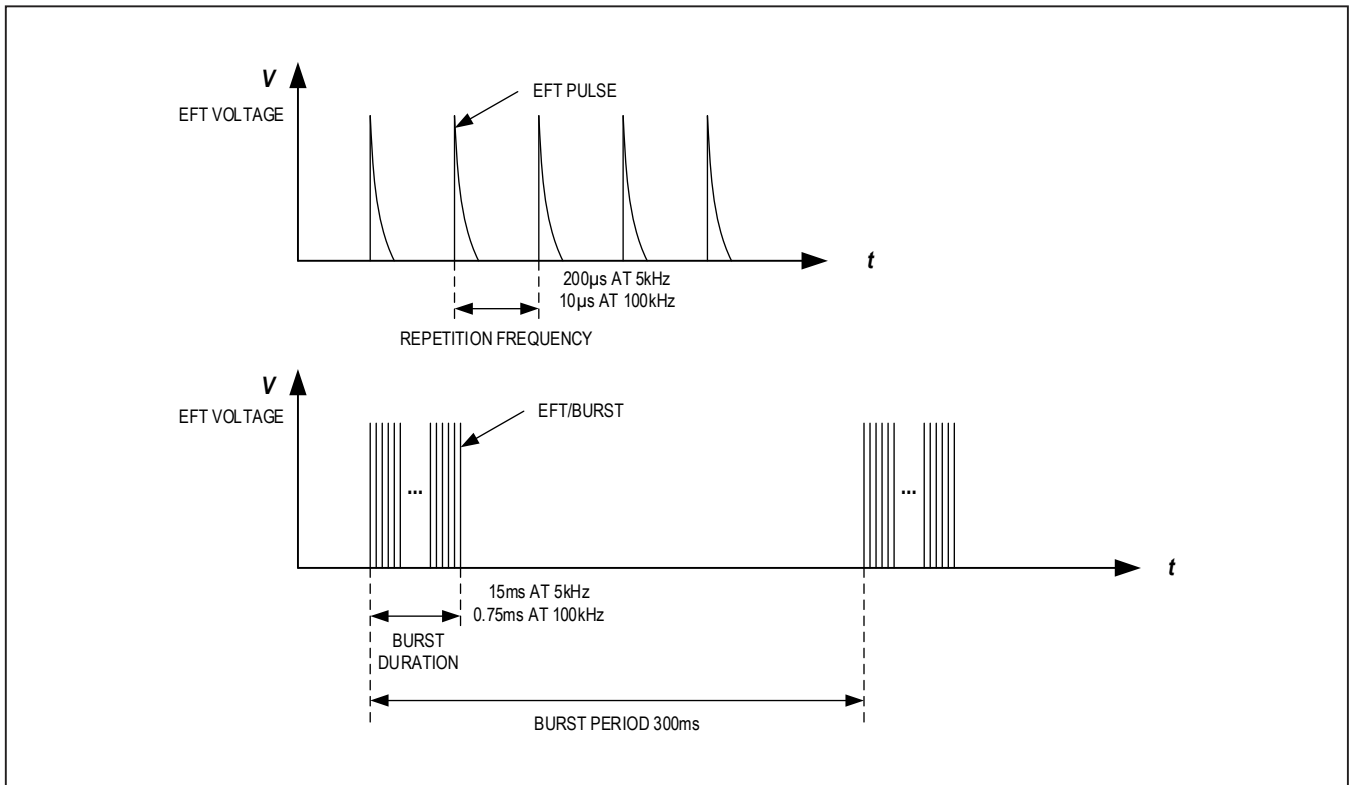 V
EFT VOLTAGE
EFT PULSE
t
200µs AT 5kHz
10µs AT 100kHz
REPETITION FREQUENCY
V
EFT VOLTAGE
EFT/BURST
...
...
t
15ms AT 5kHz
0.75ms AT 100kHz
BURST
DURATION
BURST PERIOD 300ms